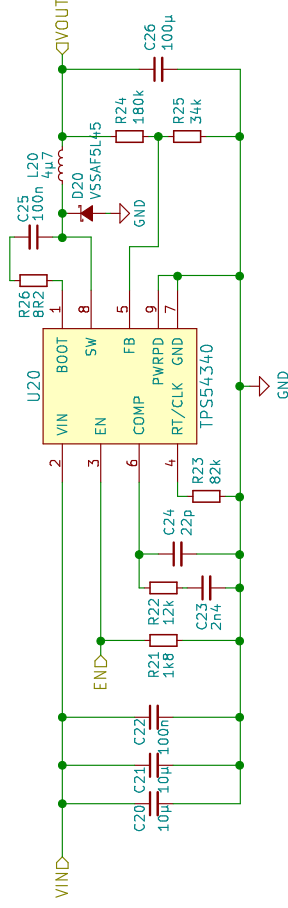 VIN
C20
10µ
C21
10µ
C22
100n
EN
R21
1k8
R22
12k
C23
2n4
C24
22p
R23
82k
U20
TPS54340
2
VIN
3
EN
6
COMP
4
RT/CLK
1
BOOT
8
SW
5
FB
9
PWRPD
7
GND
R26
8R2
C25
100n
L20
4µ7
D20
VSSAF5L45
GND
R24
180k
R25
34k
C26
100µ
VOUT
GND